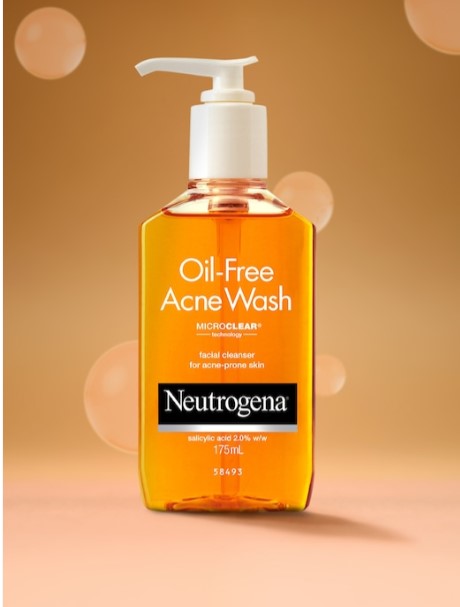 Oil-Free
Acne Wash
MICROCLEAR®
technology
facial cleanser
for acne-prone skin
Neutrogena®
salicylic acid 2.0% w/w
175mL
58493